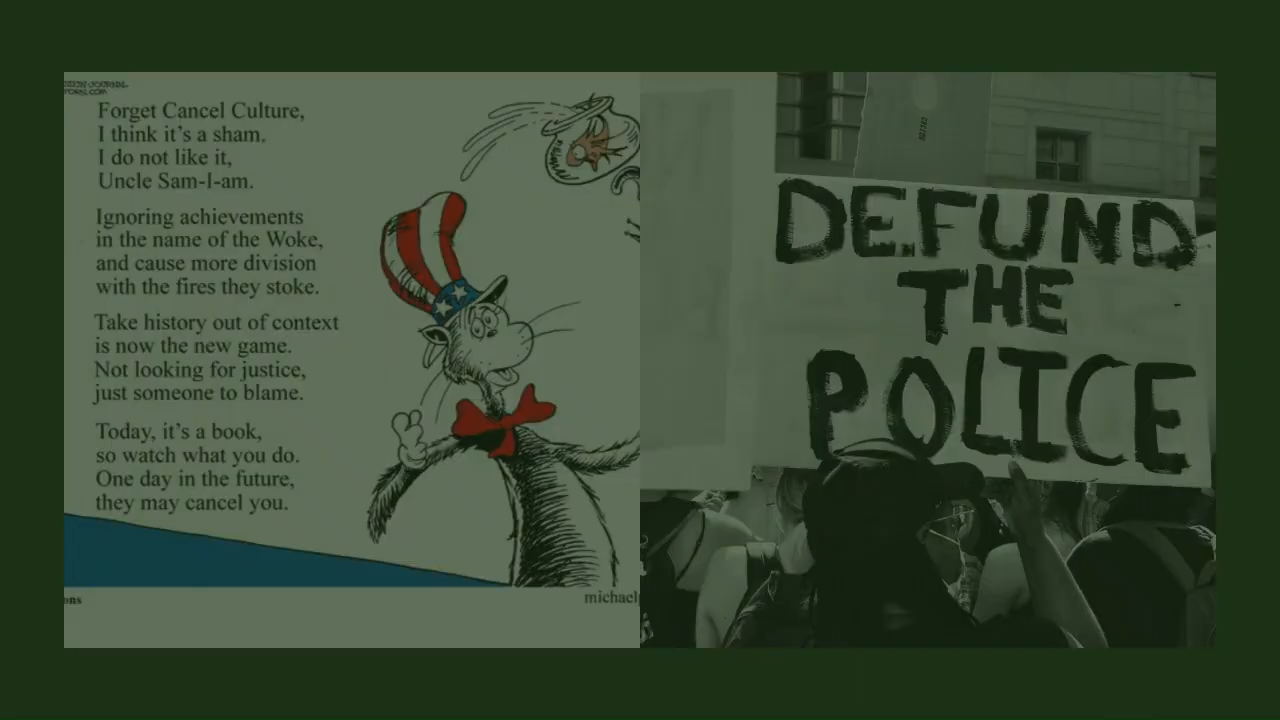 Forget Cancel Culture,
I think it's a sham.
I do not like it,
Uncle Sam-I-am.
Ignoring achievements
in the name of the Woke,
and cause more division
with the fires they stoke.
Take history out of context
is now the new game.
Not looking for justice,
just someone to blame.
Today, it's a book,
so watch what you do.
One day in the future,
they may cancel you.
ons
michaelp
DEFUND
THE
POLICE